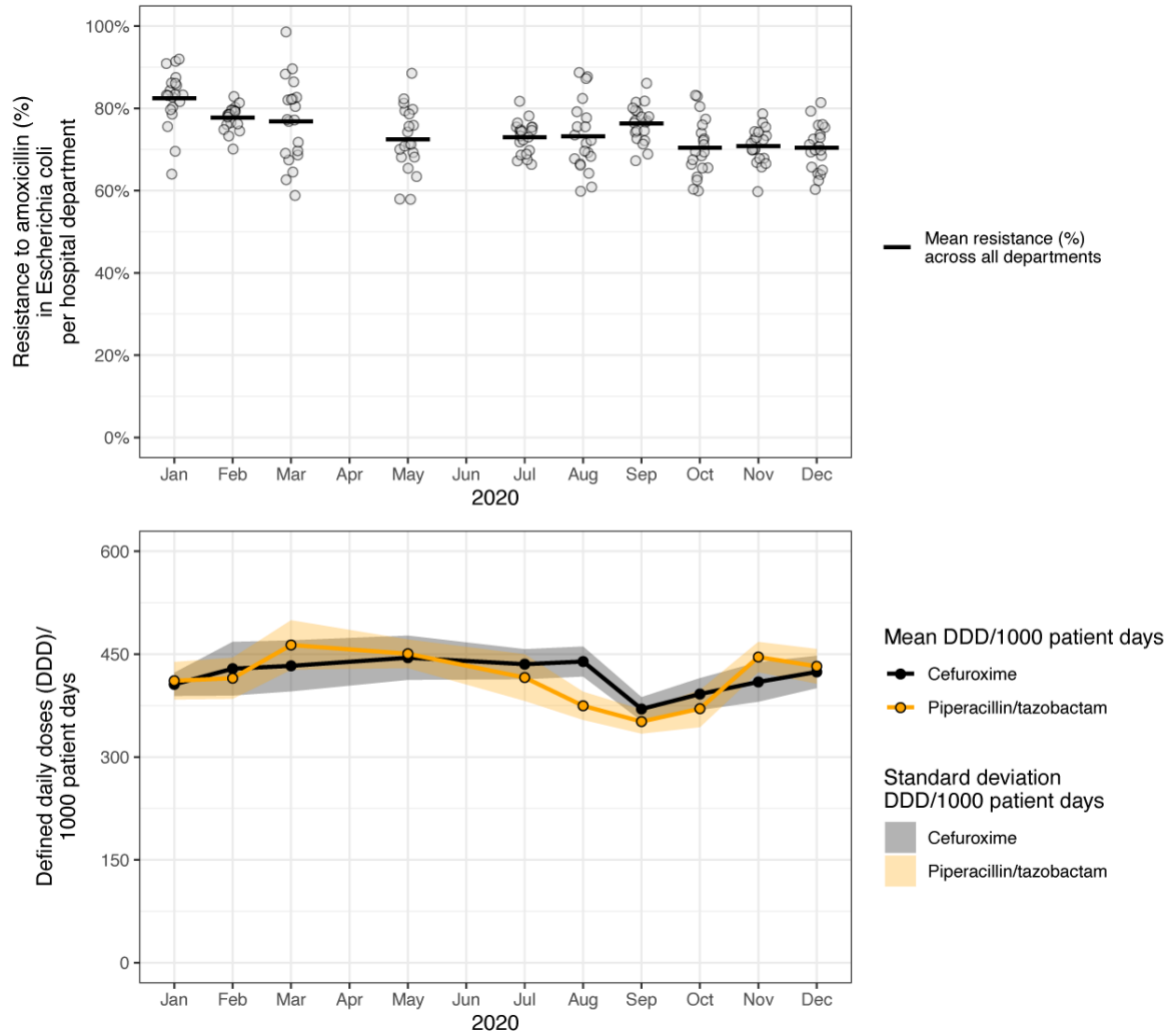 Resistance to amoxicillin (%)
in Escherichia coli
per hospital department
100%
80%
60%
40%
20%
0%
Jan Feb Mar Apr May Jun Jul Aug Sep Oct Nov Dec
2020
Mean resistance (%)
across all departments
Defined daily doses (DDD)/
1000 patient days
600
450
300
150
0
Jan Feb Mar Apr May Jun Jul Aug Sep Oct Nov Dec
2020
Mean DDD/1000 patient days
Cefuroxime
Piperacillin/tazobactam
Standard deviation
DDD/1000 patient days
Cefuroxime
Piperacillin/tazobactam